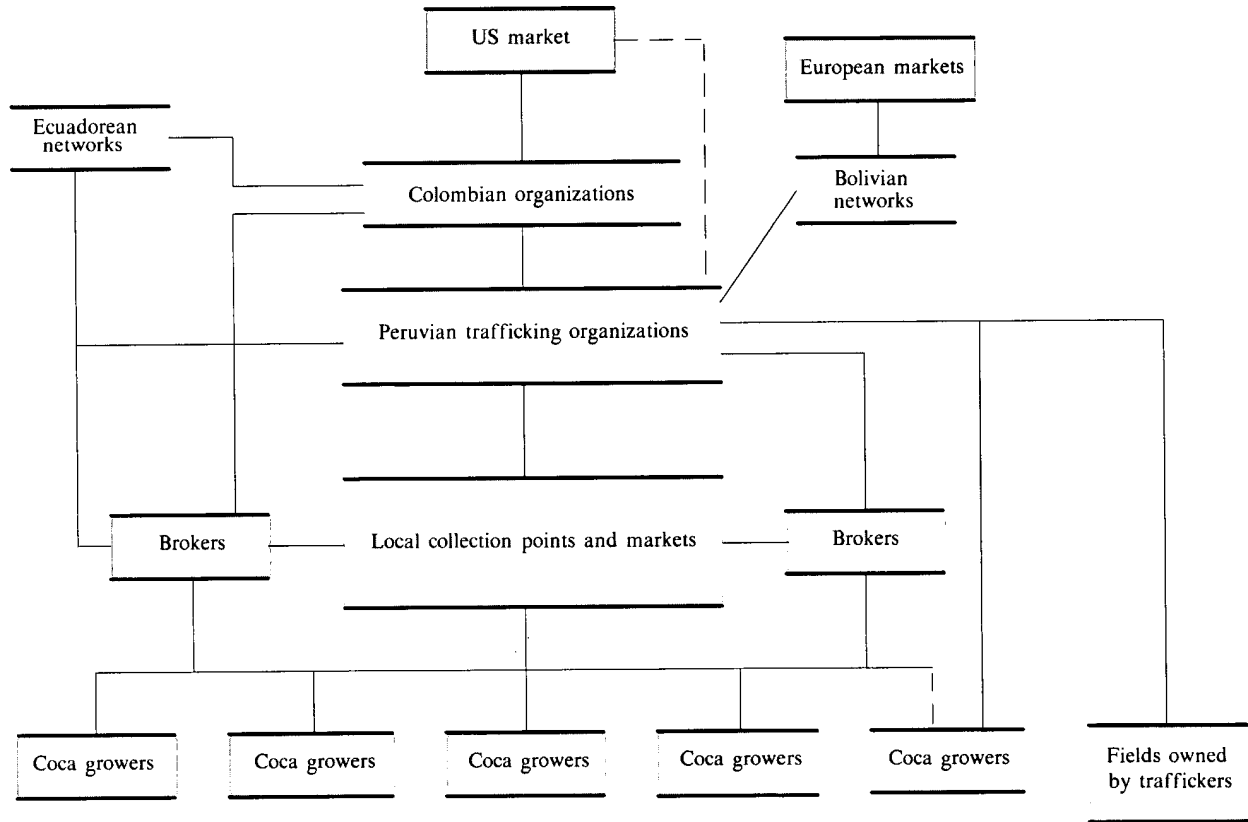 US market
European markets
Ecuadorean
networks
Colombian organizations
Bolivian
networks
Peruvian trafficking organizations
Brokers
Local collection points and markets
Brokers
Coca growers
Coca growers
Coca growers
Coca growers
Coca growers
Fields owned
by traffickers